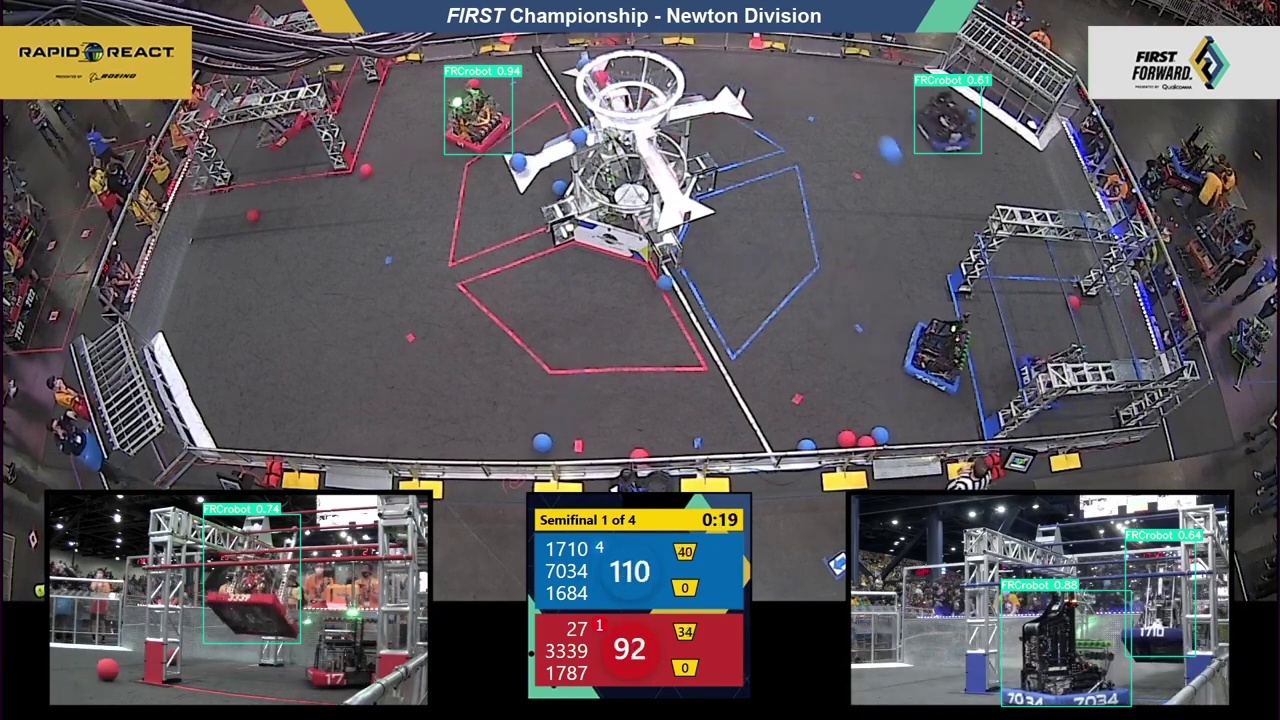 FIRST Championship - Newton Division
RAPID REACT
PRESENTED BY BOEING
FIRST
FORWARD
PRESENTED BY Qualcomm
FRCrobot 0.94
FRCrobot 0.61
FRCrobot 0.74
FRCrobot 0.64
FRCrobot 0.88
3339
17
1710
7034
7034
Semifinal 1 of 4 0:19
1710 4
7034 110 40
1684 0
27 1
3339 92 34
1787 0